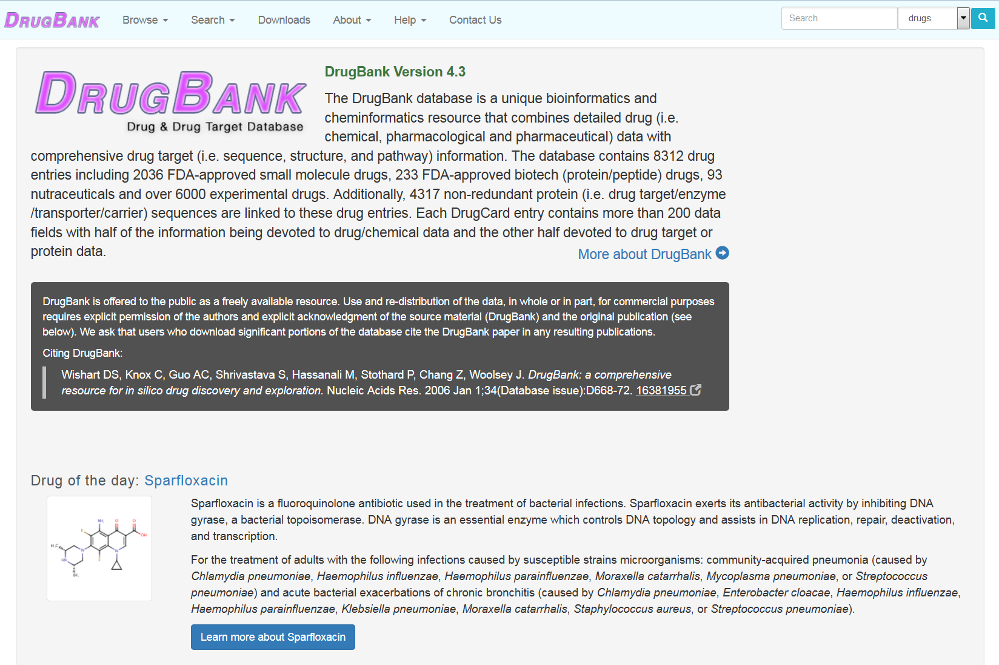 DrugBank Browse Search Downloads About Help Contact Us Search drugs
DrugBank
Drug & Drug Target Database
DrugBank Version 4.3
The DrugBank database is a unique bioinformatics and
cheminformatics resource that combines detailed drug (i.e.
chemical, pharmacological and pharmaceutical) data with
comprehensive drug target (i.e. sequence, structure, and pathway) information. The database contains 8312 drug
entries including 2036 FDA-approved small molecule drugs, 233 FDA-approved biotech (protein/peptide) drugs, 93
nutraceuticals and over 6000 experimental drugs. Additionally, 4317 non-redundant protein (i.e. drug target/enzyme
/transporter/carrier) sequences are linked to these drug entries. Each DrugCard entry contains more than 200 data
fields with half of the information being devoted to drug/chemical data and the other half devoted to drug target or
protein data.
More about DrugBank
DrugBank is offered to the public as a freely available resource. Use and re-distribution of the data, in whole or in part, for commercial purposes
requires explicit permission of the authors and explicit acknowledgment of the source material (DrugBank) and the original publication (see
below). We ask that users who download significant portions of the database cite the DrugBank paper in any resulting publications.
Citing DrugBank:
Wishart DS, Knox C, Guo AC, Shrivastava S, Hassanali M, Stothard P, Chang Z, Woolsey J. DrugBank: a comprehensive
resource for in silico drug discovery and exploration. Nucleic Acids Res. 2006 Jan 1;34(Database issue):D668-72. 16381955
Drug of the day: Sparfloxacin
Sparfloxacin is a fluoroquinolone antibiotic used in the treatment of bacterial infections. Sparfloxacin exerts its antibacterial activity by inhibiting DNA
gyrase, a bacterial topoisomerase. DNA gyrase is an essential enzyme which controls DNA topology and assists in DNA replication, repair, deactivation,
and transcription.
For the treatment of adults with the following infections caused by susceptible strains microorganisms: community-acquired pneumonia (caused by
Chlamydia pneumoniae, Haemophilus influenzae, Haemophilus parainfluenzae, Moraxella catarrhalis, Mycoplasma pneumoniae, or Streptococcus
pneumoniae) and acute bacterial exacerbations of chronic bronchitis (caused by Chlamydia pneumoniae, Enterobacter cloacae, Haemophilus influenzae,
Haemophilus parainfluenzae, Klebsiella pneumoniae, Moraxella catarrhalis, Staphylococcus aureus, or Streptococcus pneumoniae).
Learn more about Sparfloxacin